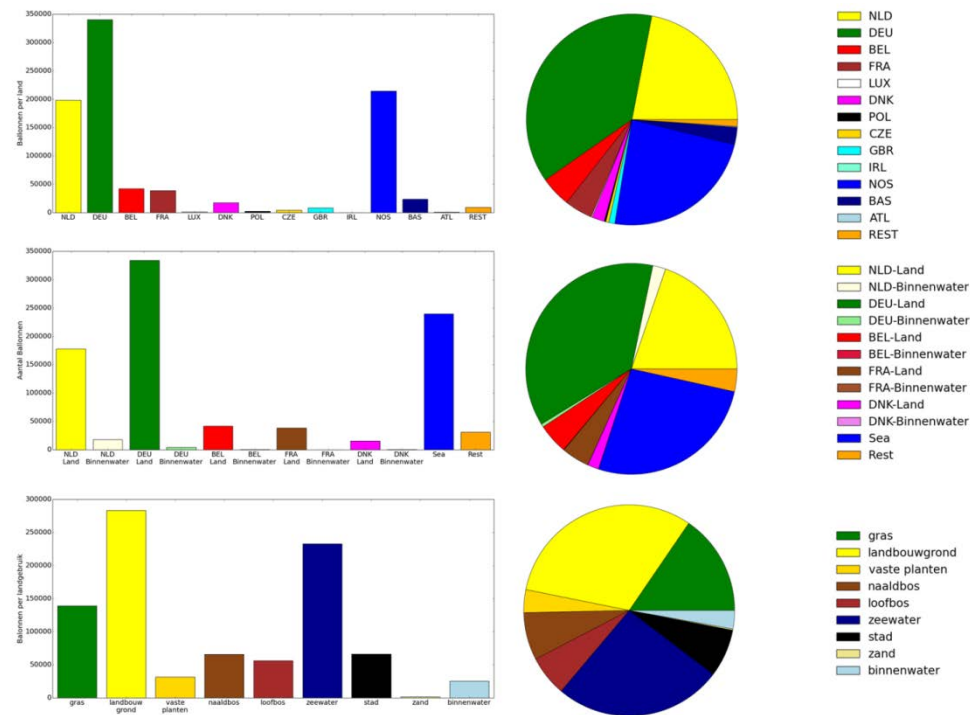 350000
300000
250000
200000
150000
100000
50000
0
Ballonnen per land
NLD DEU BEL FRA LUX DNK POL CZE GBR IRL NOS BAS ATL REST
NLD
DEU
BEL
FRA
LUX
DNK
POL
CZE
GBR
IRL
NOS
BAS
ATL
REST
350000
300000
250000
200000
150000
100000
50000
0
Aantal Ballonnen
NLD NLD DEU DEU BEL BEL FRA FRA DNK DNK Sea Rest
Land Binnenwater Land Binnenwater Land Binnenwater Land Binnenwater Land Binnenwater
NLD-Land
NLD-Binnenwater
DEU-Land
DEU-Binnenwater
BEL-Land
BEL-Binnenwater
FRA-Land
FRA-Binnenwater
DNK-Land
DNK-Binnenwater
Sea
Rest
300000
250000
200000
150000
100000
50000
0
Balonnen per landgebruik
gras landbouw vaste naaldbos loofbos zeewater stad zand binnenwater
grond planten
gras
landbouwgrond
vaste planten
naaldbos
loofbos
zeewater
stad
zand
binnenwater